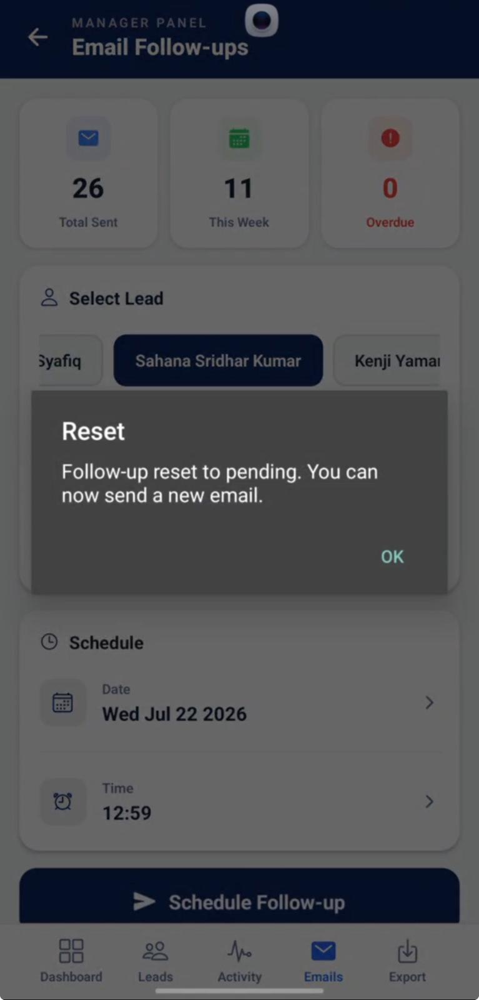 MANAGER PANEL
Email Follow-ups
26
Total Sent
11
This Week
0
Overdue
Select Lead
Syafiq
Sahana Sridhar Kumar
Kenji Yamar
Reset
Follow-up reset to pending. You can
now send a new email.
OK
Schedule
Date
Wed Jul 22 2026
Time
12:59
Schedule Follow-up
Dashboard
Leads
Activity
Emails
Export